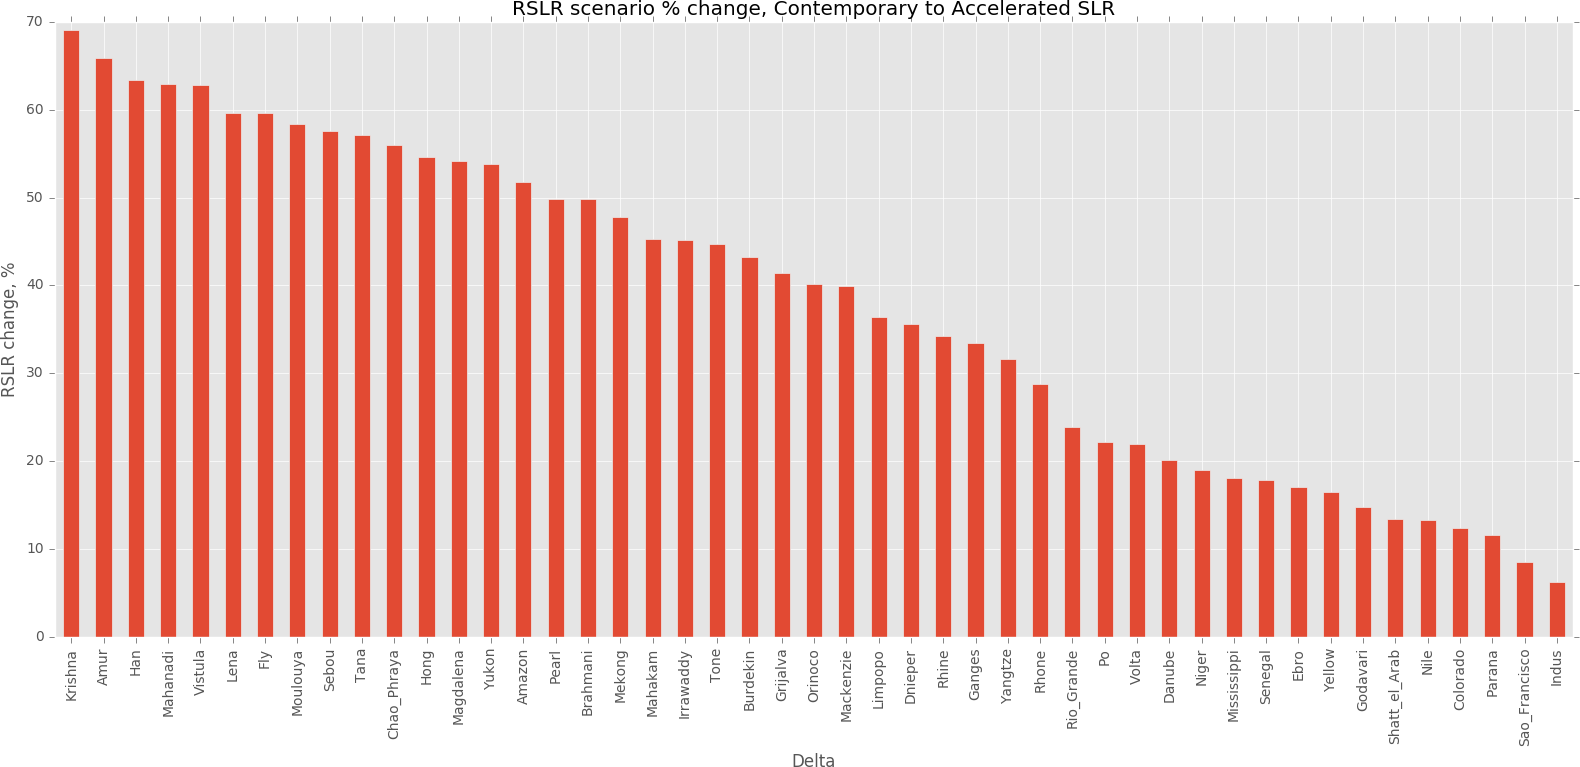 RSLR scenario % change, Contemporary to Accelerated SLR
RSLR change, %
70
60
50
40
30
20
10
0
Krishna
Amur
Han
Mahanadi
Vistula
Lena
Fly
Moulouya
Sebou
Tana
Chao_Phraya
Hong
Magdalena
Yukon
Amazon
Pearl
Brahmani
Mekong
Mahakam
Irrawaddy
Tone
Burdekin
Grijalva
Orinoco
Mackenzie
Limpopo
Dnieper
Rhine
Ganges
Yangtze
Rhone
Rio_Grande
Po
Volta
Danube
Niger
Mississippi
Senegal
Ebro
Yellow
Godavari
Shatt_el_Arab
Nile
Colorado
Parana
Sao_Francisco
Indus
Delta